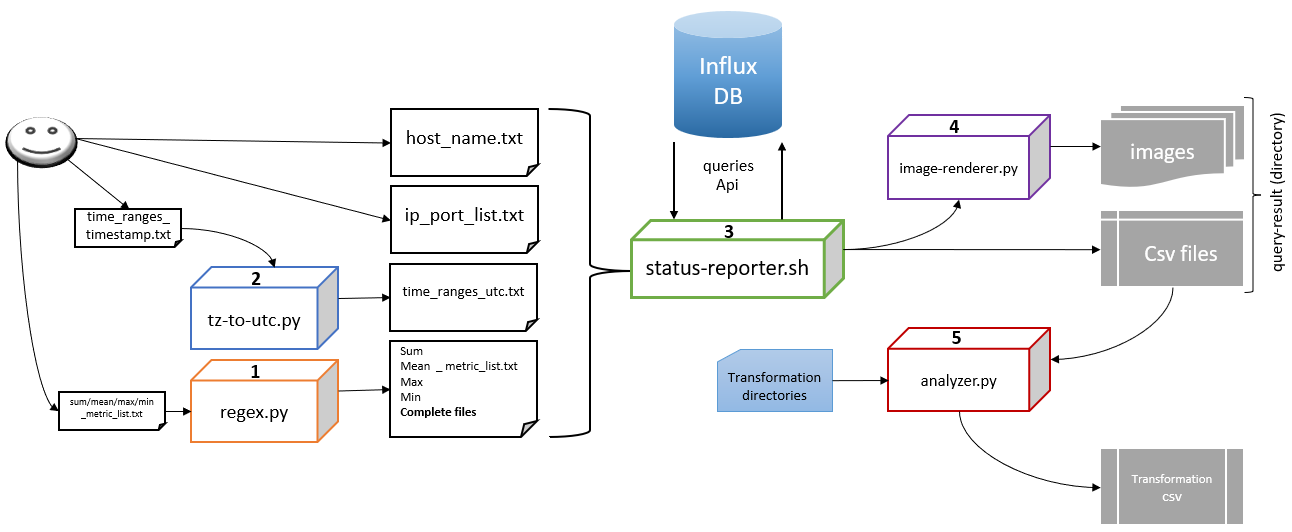 Influx
DB
queries
Api
host_name.txt
ip_port_list.txt
time_ranges_
timestamp.txt
2
tz-to-utc.py
time_ranges_utc.txt
sum/mean/max/min
_metric_list.txt
1
regex.py
Sum
Mean _ metric_list.txt
Max
Min
Complete files
3
status-reporter.sh
4
image-renderer.py
images
Csv files
query-result (directory)
Transformation
directories
5
analyzer.py
Transformation
csv